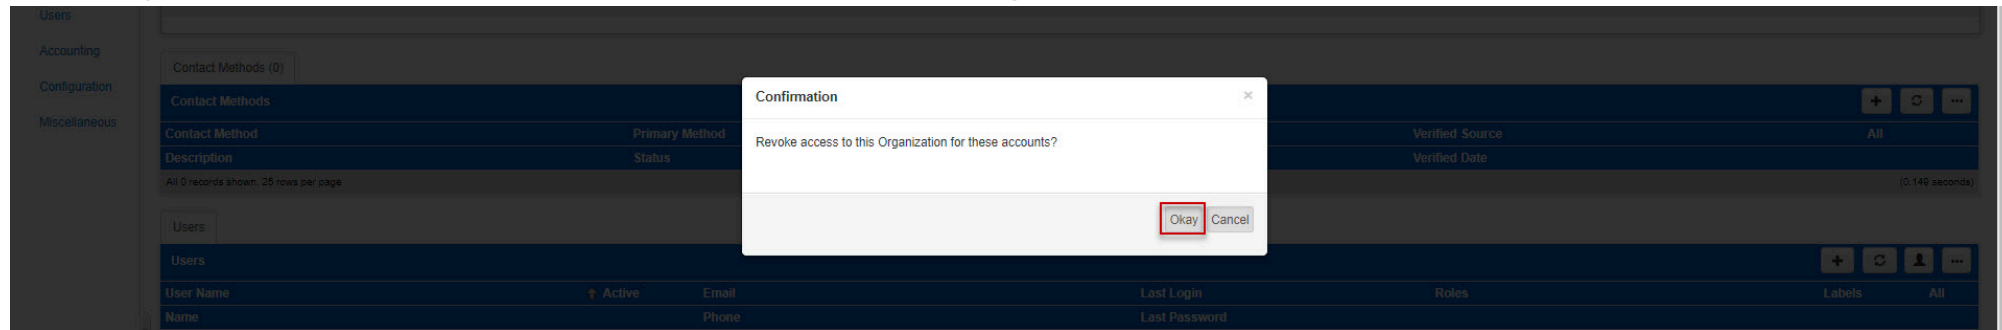 Users
Accounting
Configuration
Miscellaneous
Contact Methods (0)
Contact Methods
Contact Method Primary Method Verified Source All
Description Status Verified Date
All 0 records shown. 25 rows per page (0.149 seconds)
Confirmation ×
Revoke access to this Organization for these accounts?
Okay Cancel
Users
Users
User Name Active Email Last Login Roles Labels All
Name Phone Last Password